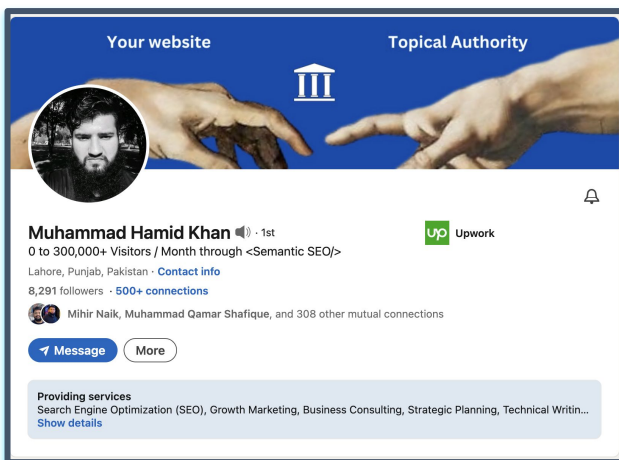 Your website
Topical Authority
Muhammad Hamid Khan · 1st
up Upwork
0 to 300,000+ Visitors / Month through <Semantic SEO/>
Lahore, Punjab, Pakistan · Contact info
8,291 followers · 500+ connections
Mihir Naik, Muhammad Qamar Shafique, and 308 other mutual connections
Message
More
Providing services
Search Engine Optimization (SEO), Growth Marketing, Business Consulting, Strategic Planning, Technical Writin...
Show details